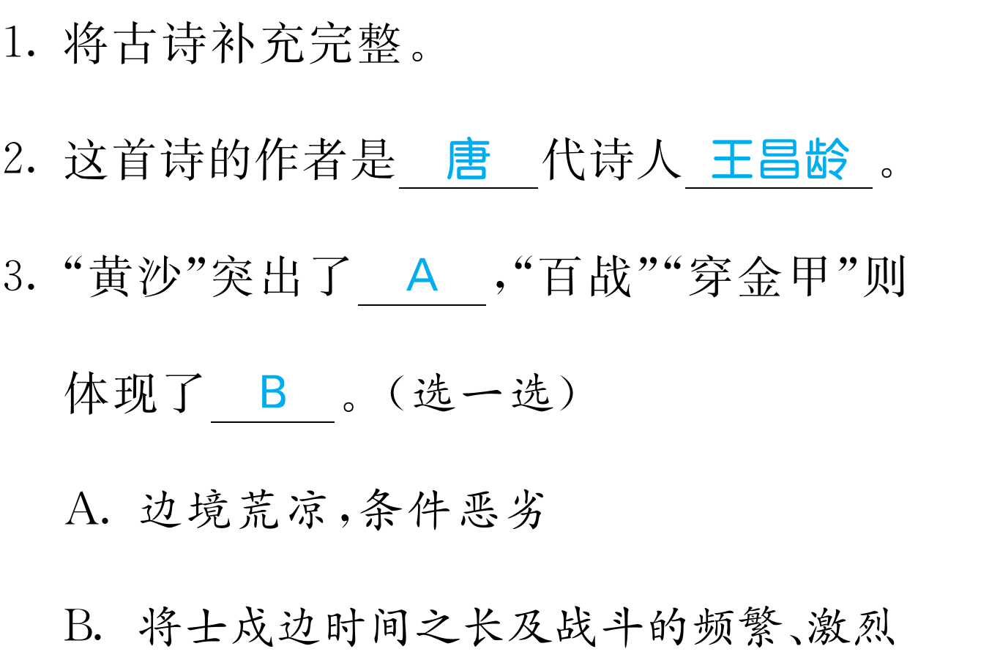 1. 将古诗补充完整。
2. 这首诗的作者是 唐 代诗人 王昌龄 。
3. “黄沙”突出了 A ,“百战”“穿金甲”则
体现了 B 。(选一选)
A. 边境荒凉,条件恶劣
B. 将士戍边时间之长及战斗的频繁、激烈